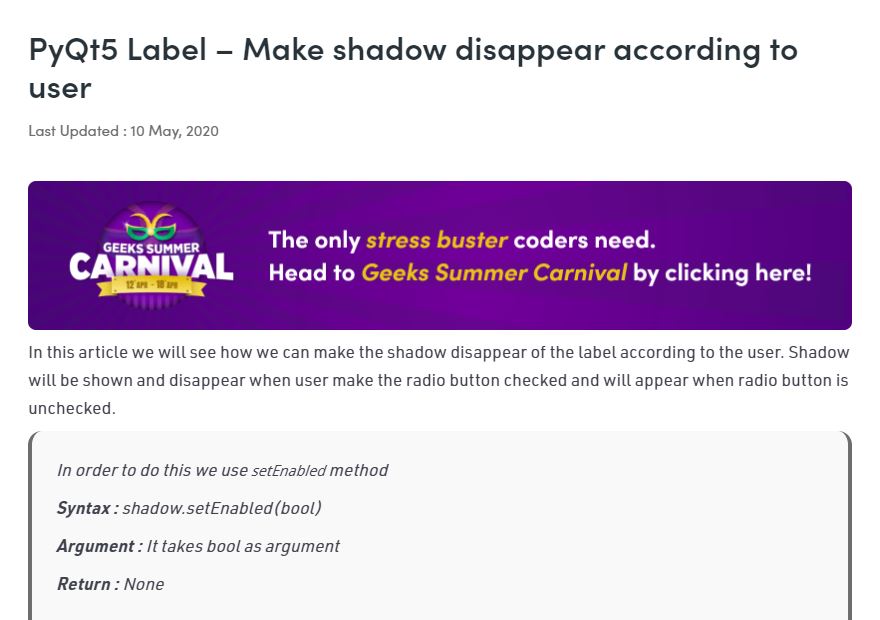 PyQt5 Label – Make shadow disappear according to
user
Last Updated : 10 May, 2020
GEEKS SUMMER
CARNIVAL
12 APR - 18 APR
The only stress buster coders need.
Head to Geeks Summer Carnival by clicking here!
In this article we will see how we can make the shadow disappear of the label according to the user. Shadow
will be shown and disappear when user make the radio button checked and will appear when radio button is
unchecked.
In order to do this we use setEnabled method
Syntax : shadow.setEnabled(bool)
Argument : It takes bool as argument
Return : None